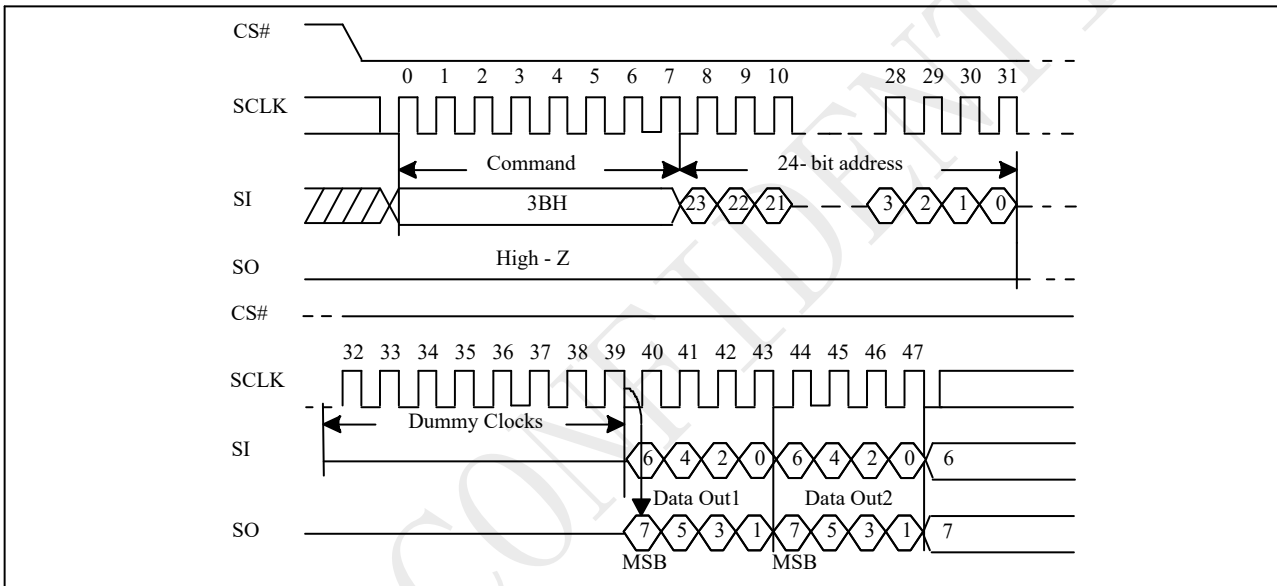 CS#
0 1 2 3 4 5 6 7 8 9 10 28 29 30 31
SCLK
Command 24- bit address
SI 3BH 23 22 21 3 2 1 0
High - Z
SO
CS#
32 33 34 35 36 37 38 39 40 41 42 43 44 45 46 47
SCLK
Dummy Clocks
SI 6 4 2 0 6 4 2 0 6
Data Out1 Data Out2
SO 7 5 3 1 7 5 3 1 7
MSB MSB
CONFIDENT